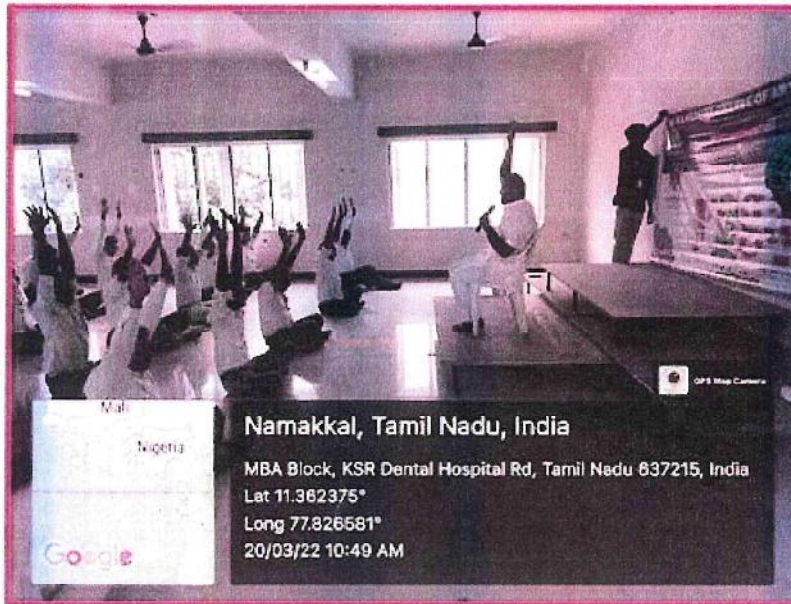 GPS Map Camera
Mali
Nigeria
Google
Namakkal, Tamil Nadu, India
MBA Block, KSR Dental Hospital Rd, Tamil Nadu 637215, India
Lat 11.362375°
Long 77.826581°
20/03/22 10:49 AM